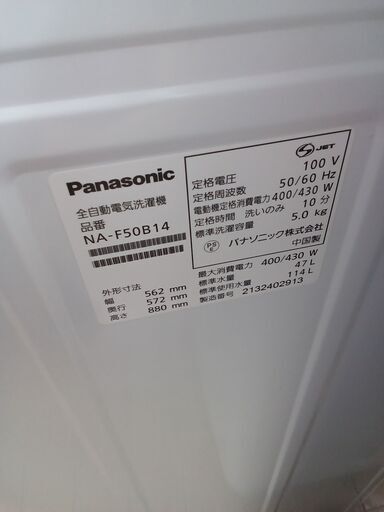 Panasonic
全自動電気洗濯機
品番
NA-F50B14
外形寸法
幅 562 mm
奥行 572 mm
高さ 880 mm
JET
定格電圧 100 V
定格周波数 50/60 Hz
電動機定格消費電力 400/430 W
定格時間 洗いのみ 10 分
標準洗濯容量 5.0 kg
PS E パナソニック株式会社
中国製
最大消費電力 400/430 W
標準水量 47 L
標準使用水量 114 L
製造番号 2132402913